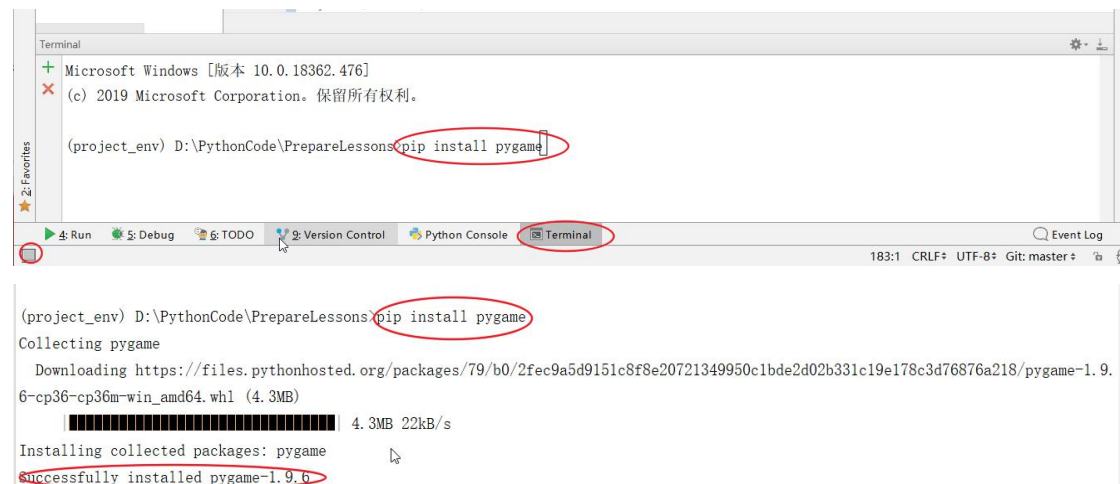 Terminal
Microsoft Windows [版本 10.0.18362.476]
(c) 2019 Microsoft Corporation。保留所有权利。
(project_env) D:\PythonCode\PrepareLessons>pip install pygame
2: Favorites
4: Run 5: Debug 6: TODO 9: Version Control Python Console Terminal Event Log
183:1 CRLF UTF-8 Git: master
(project_env) D:\PythonCode\PrepareLessons>pip install pygame
Collecting pygame
Downloading https://files.pythonhosted.org/packages/79/b0/2fec9a5d9151c8f8e20721349950c1bde2d02b331c19e178c3d76876a218/pygame-1.9.
6-cp36-cp36m-win_amd64.whl (4.3MB)
4.3MB 22kB/s
Installing collected packages: pygame
Successfully installed pygame-1.9.6